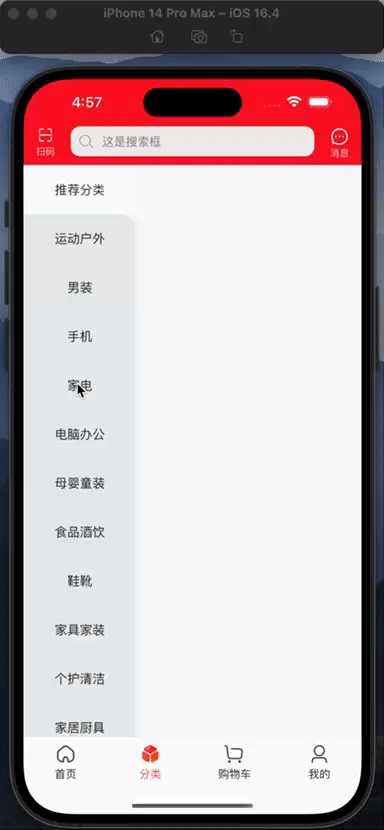 iPhone 14 Pro Max – iOS 16.4
4:57
扫码
这是搜索框
消息
推荐分类
运动户外
男装
手机
家电
电脑办公
母婴童装
食品酒饮
鞋靴
家具家装
个护清洁
家居厨具
首页
分类
购物车
我的